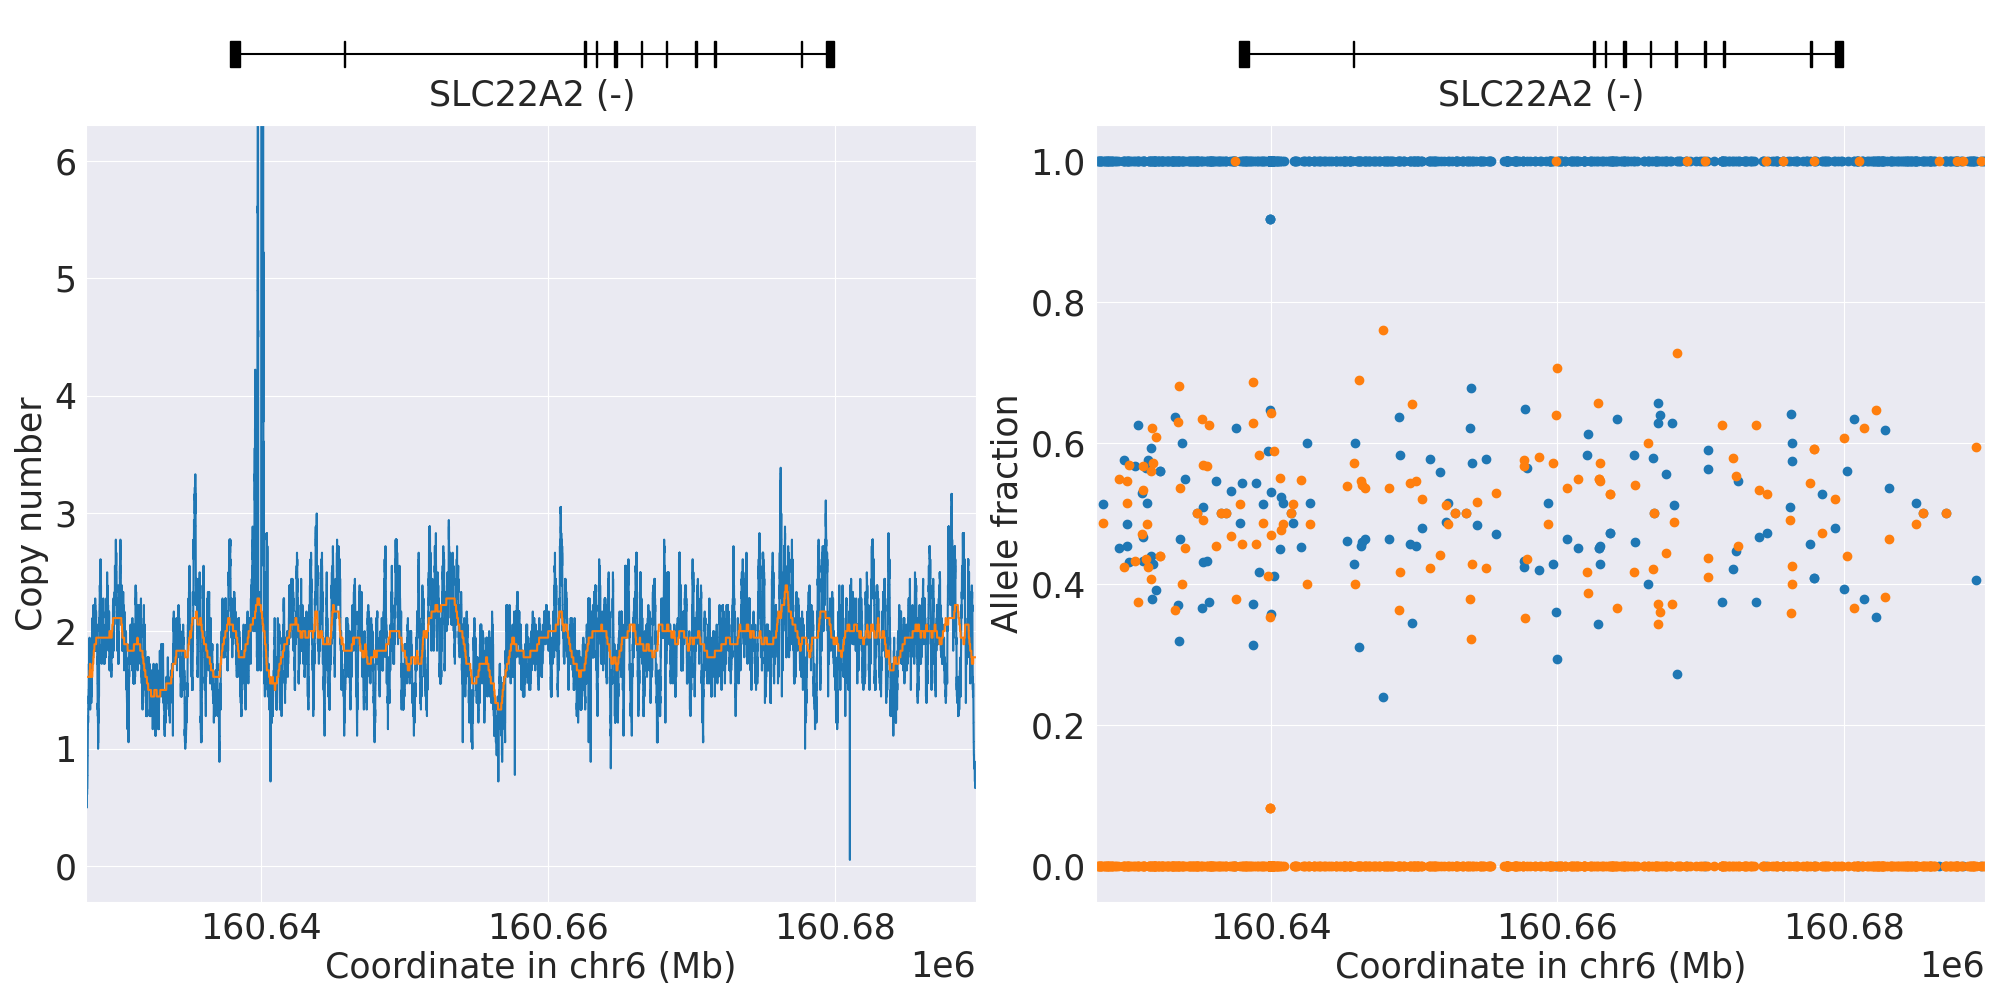 SLC22A2 (-)
6
5
4
3
2
1
0
Copy number
160.64
160.66
160.68
Coordinate in chr6 (Mb)
1e6
SLC22A2 (-)
1.0
0.8
0.6
0.4
0.2
0.0
Allele fraction
160.64
160.66
160.68
Coordinate in chr6 (Mb)
1e6